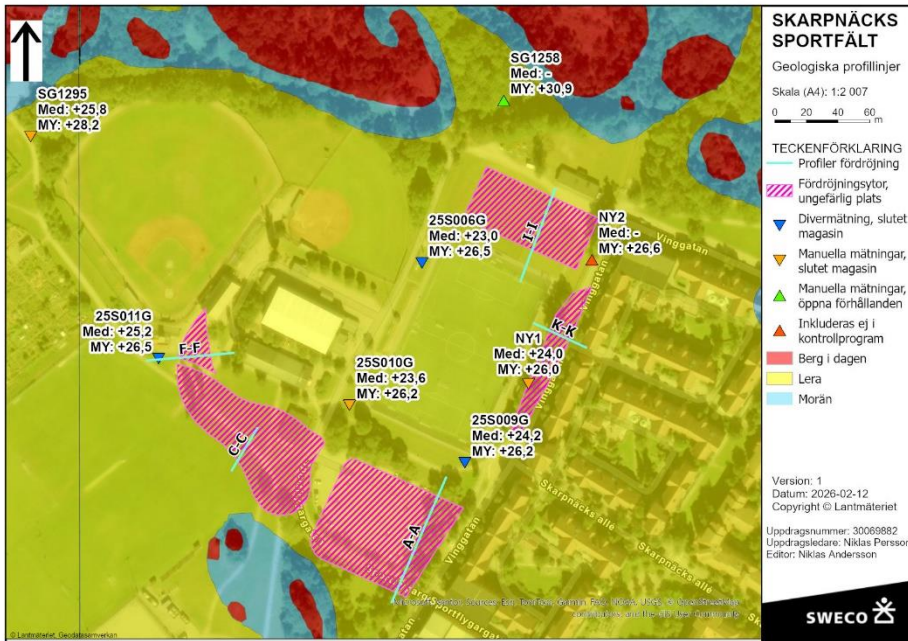 SKARPNÄCKS
SPORTFÄLT
Geologiska profillinjer
Skala (A4): 1:2 007
0 20 40 60
m
TECKENFÖRKLARING
Profiler fördröjning
Fördröjningsytor,
ungefärlig plats
Divermätning, slutet
magasin
Manuella mätningar,
slutet magasin
Manuella mätningar,
öppna förhållanden
Inkluderas ej i
kontrollprogram
Berg i dagen
Lera
Morän
Version: 1
Datum: 2026-02-12
Copyright © Lantmäteriet
Uppdragsnummer: 30069882
Uppdragsledare: Niklas Persson
Editor: Niklas Andersson
SWECO
SG1295
Med: +25,8
MY: +28,2
SG1258
Med: -
MY: +30,9
25S006G
Med: +23,0
MY: +26,5
NY2
Med: -
MY: +26,6
I-I
Vinggatan
Vinggatan
K-K
25S011G
Med: +25,2
MY: +26,5
F-F
NY1
Med: +24,0
MY: +26,0
Vinggatan
25S010G
Med: +23,6
MY: +26,2
C-C
25S009G
Med: +24,2
MY: +26,2
A-A
Vinggatan
Skarpnäcks allé
Skarpnäcks allé
© Lantmäteriet, Geodatasamverkan